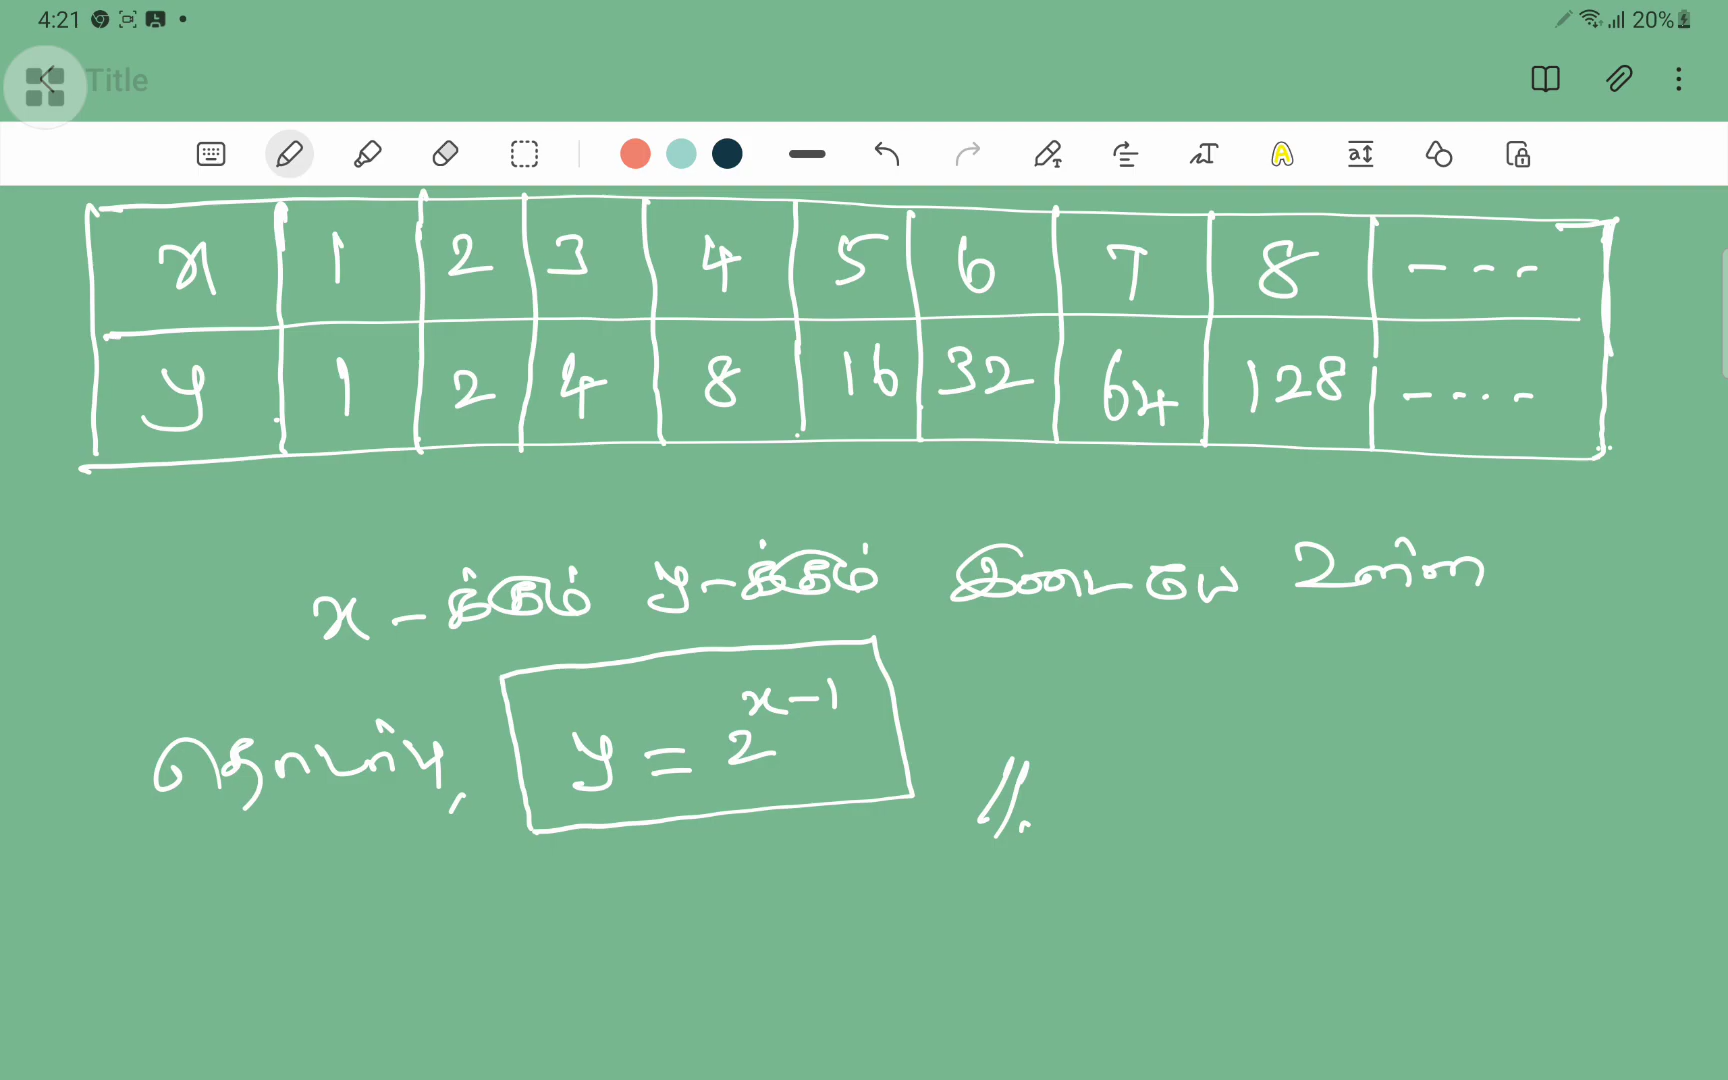 4:21 20%
Title
x 1 2 3 4 5 6 7 8 ---
y 1 2 4 8 16 32 64 128 ----
x-க்கும் y-க்கும் இடையே உள்ள
தொடர்பு,
y = 2^{x-1} //.